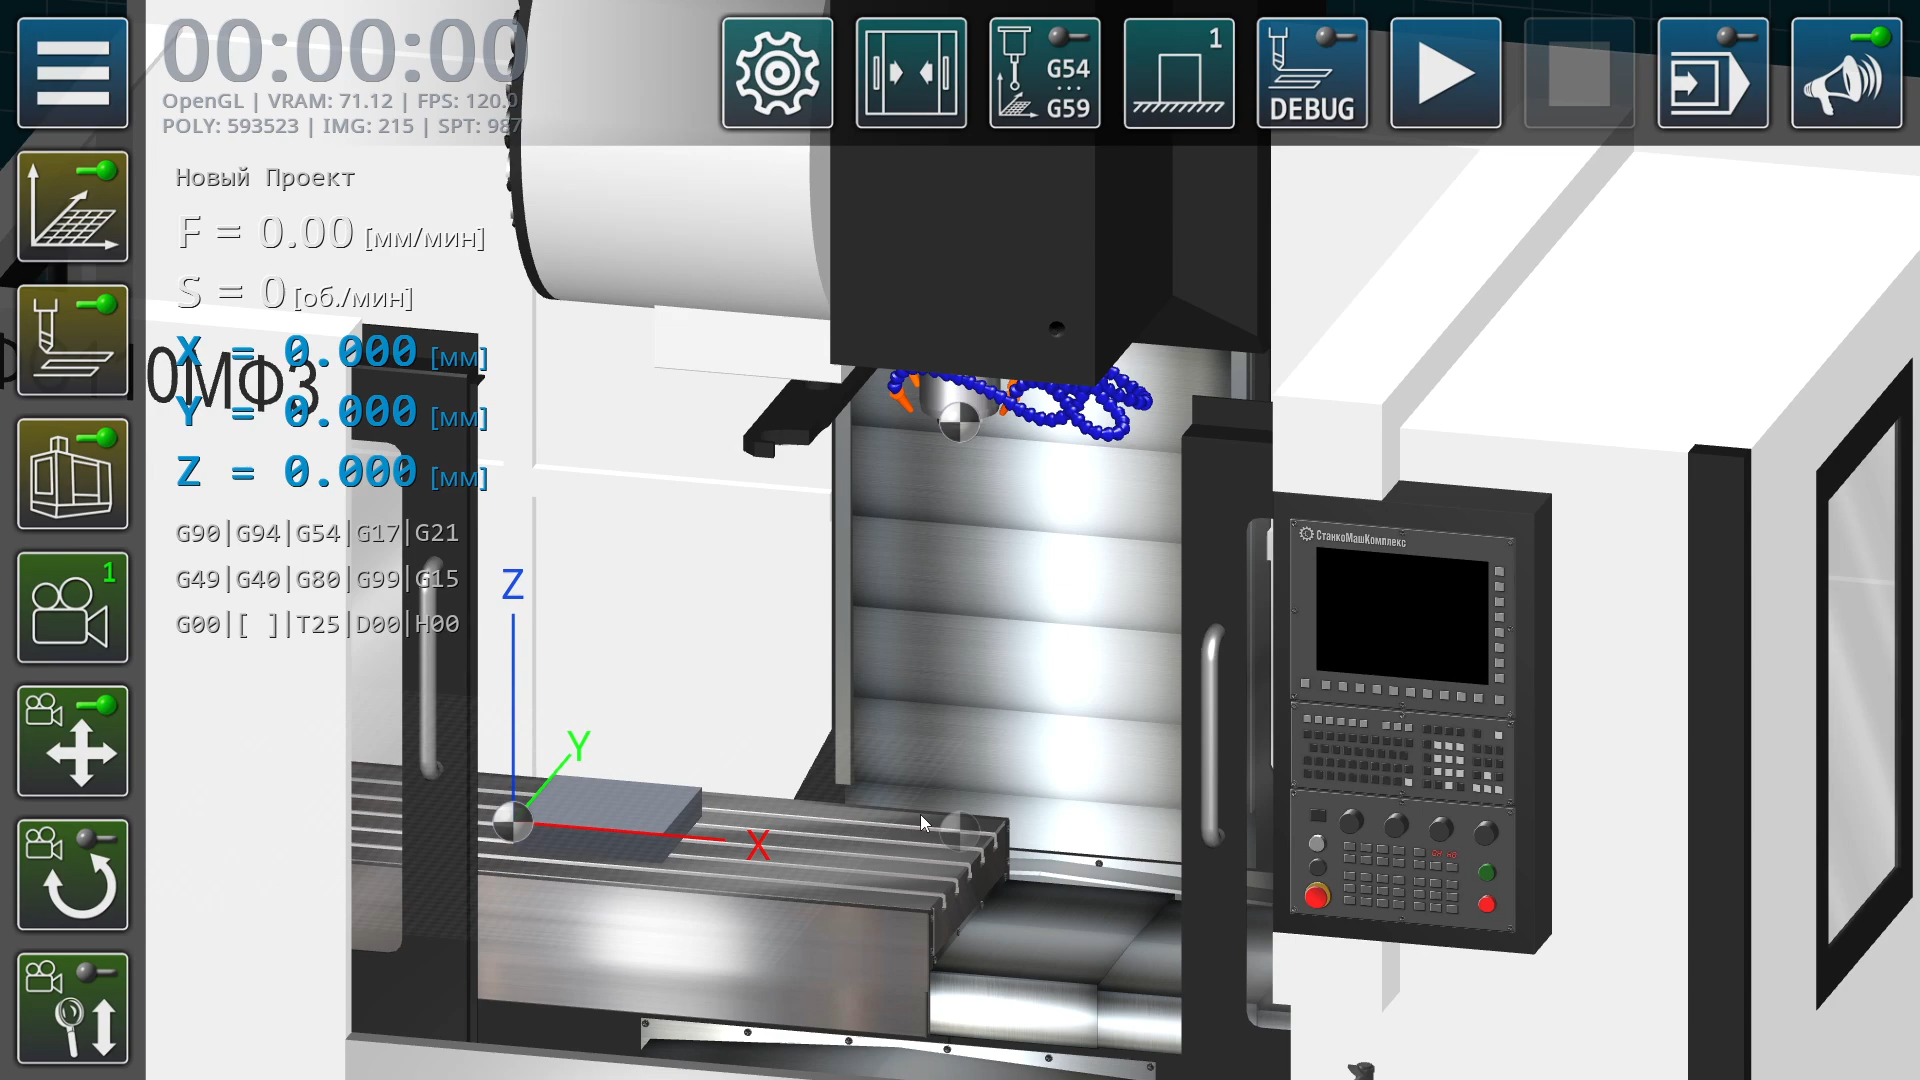 00:00:00
OpenGL | VRAM: 71.12 | FPS: 120.0
POLY: 593523 | IMG: 215 | SPT: 987
G54
...
G59
1
DEBUG
Новый Проект
F = 0.00 [мм/мин]
S = 0 [об./мин]
X = 0.000 [мм]
0МФ3
Y = 0.000 [мм]
Z = 0.000 [мм]
G90|G94|G54|G17|G21
G49|G40|G80|G99|G15
G00|[ ]|T25|D00|H00
1
СтанкоМашКомплекс
Z
Y
X